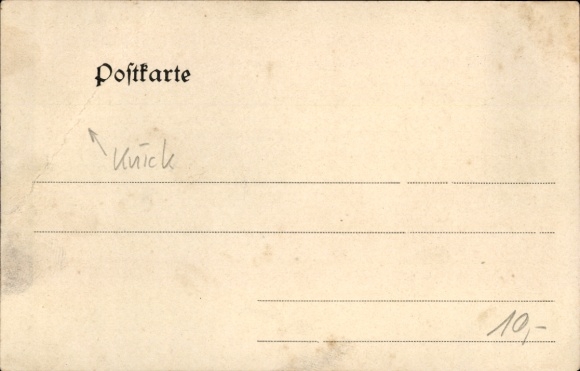 Postkarte
Knick
10,-